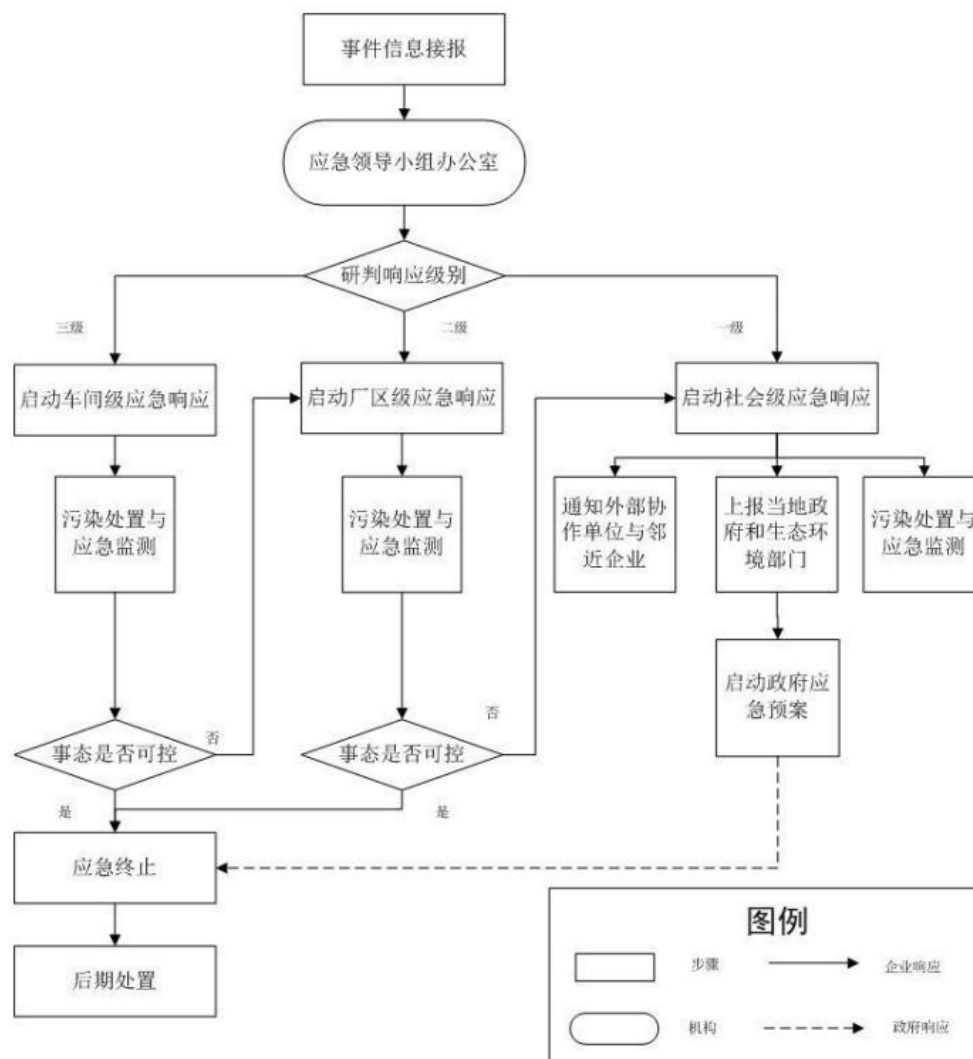 事件信息接报
应急领导小组办公室
研判响应级别
三级
二级
一级
启动车间级应急响应
启动厂区级应急响应
启动社会级应急响应
污染处置与
应急监测
污染处置与
应急监测
通知外部协
作单位与邻
近企业
上报当地政
府和生态环
境部门
污染处置与
应急监测
启动政府应
急预案
事态是否可控
否
事态是否可控
否
是
是
应急终止
后期处置
图例
步骤
企业响应
机构
政府响应